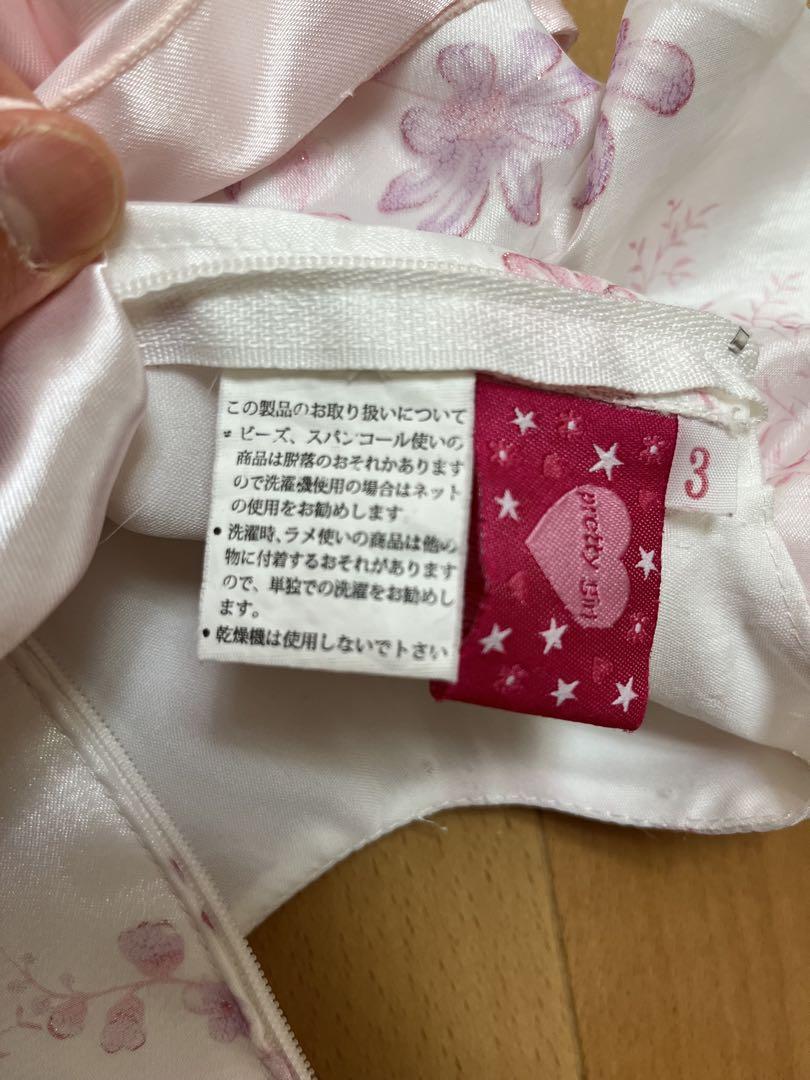 この製品のお取り扱いについて
• ビーズ、スパンコール使いの
商品は脱落のおそれがあります
ので洗濯機使用の場合はネット
の使用をお勧めします
• 洗濯時、ラメ使いの商品は他の
物に付着するおそれがあります
ので、単独での洗濯をお勧めし
ます。
• 乾燥機は使用しないで下さい
pretty girl
3